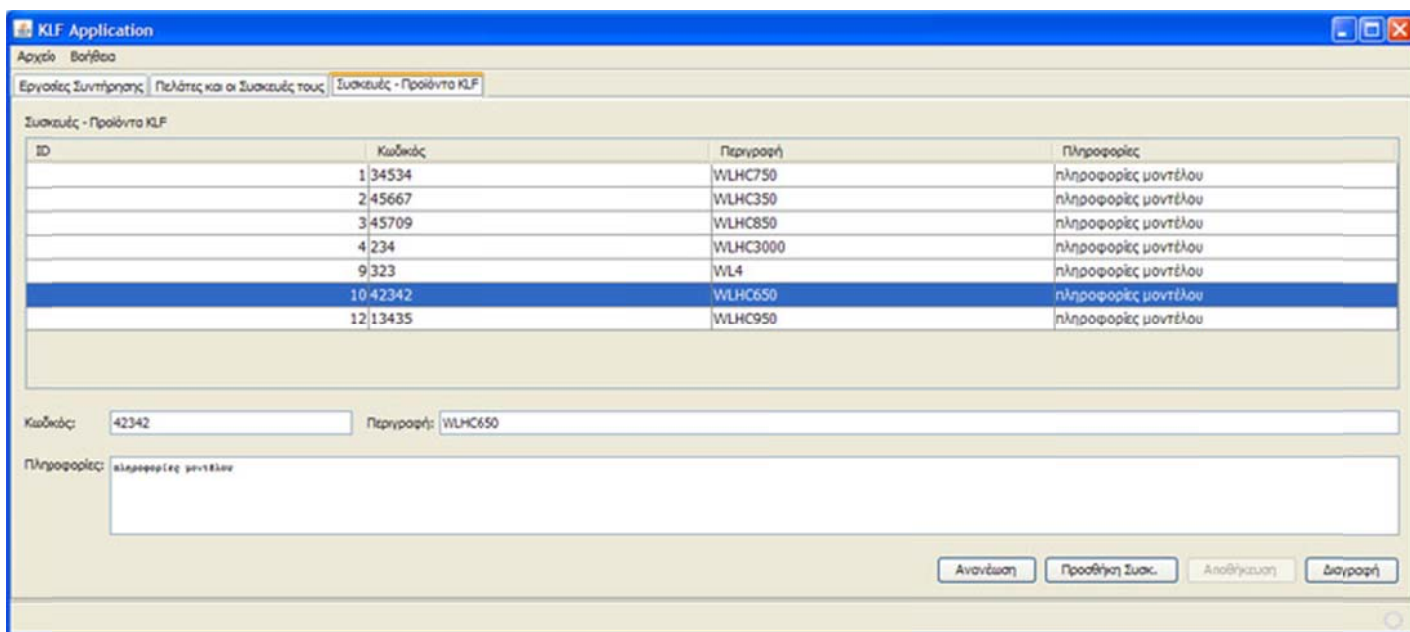 KLF Application
Αρχείο Βοήθεια
Εργασίες Συντήρησης Πελάτες και οι Συσκευές τους Συσκευές - Προϊόντα KLF
Συσκευές - Προϊόντα KLF
ID Κωδικός Περιγραφή Πληροφορίες
1 34534 WLHC750 πληροφορίες μοντέλου
2 45667 WLHC350 πληροφορίες μοντέλου
3 45709 WLHC850 πληροφορίες μοντέλου
4 234 WLHC3000 πληροφορίες μοντέλου
9 323 WL4 πληροφορίες μοντέλου
10 42342 WLHC650 πληροφορίες μοντέλου
12 13435 WLHC950 πληροφορίες μοντέλου
Κωδικός: 42342 Περιγραφή: WLHC650
Πληροφορίες: πληροφορίες μοντέλου
Ανανέωση Προσθήκη Συσκ. Αποθήκευση Διαγραφή